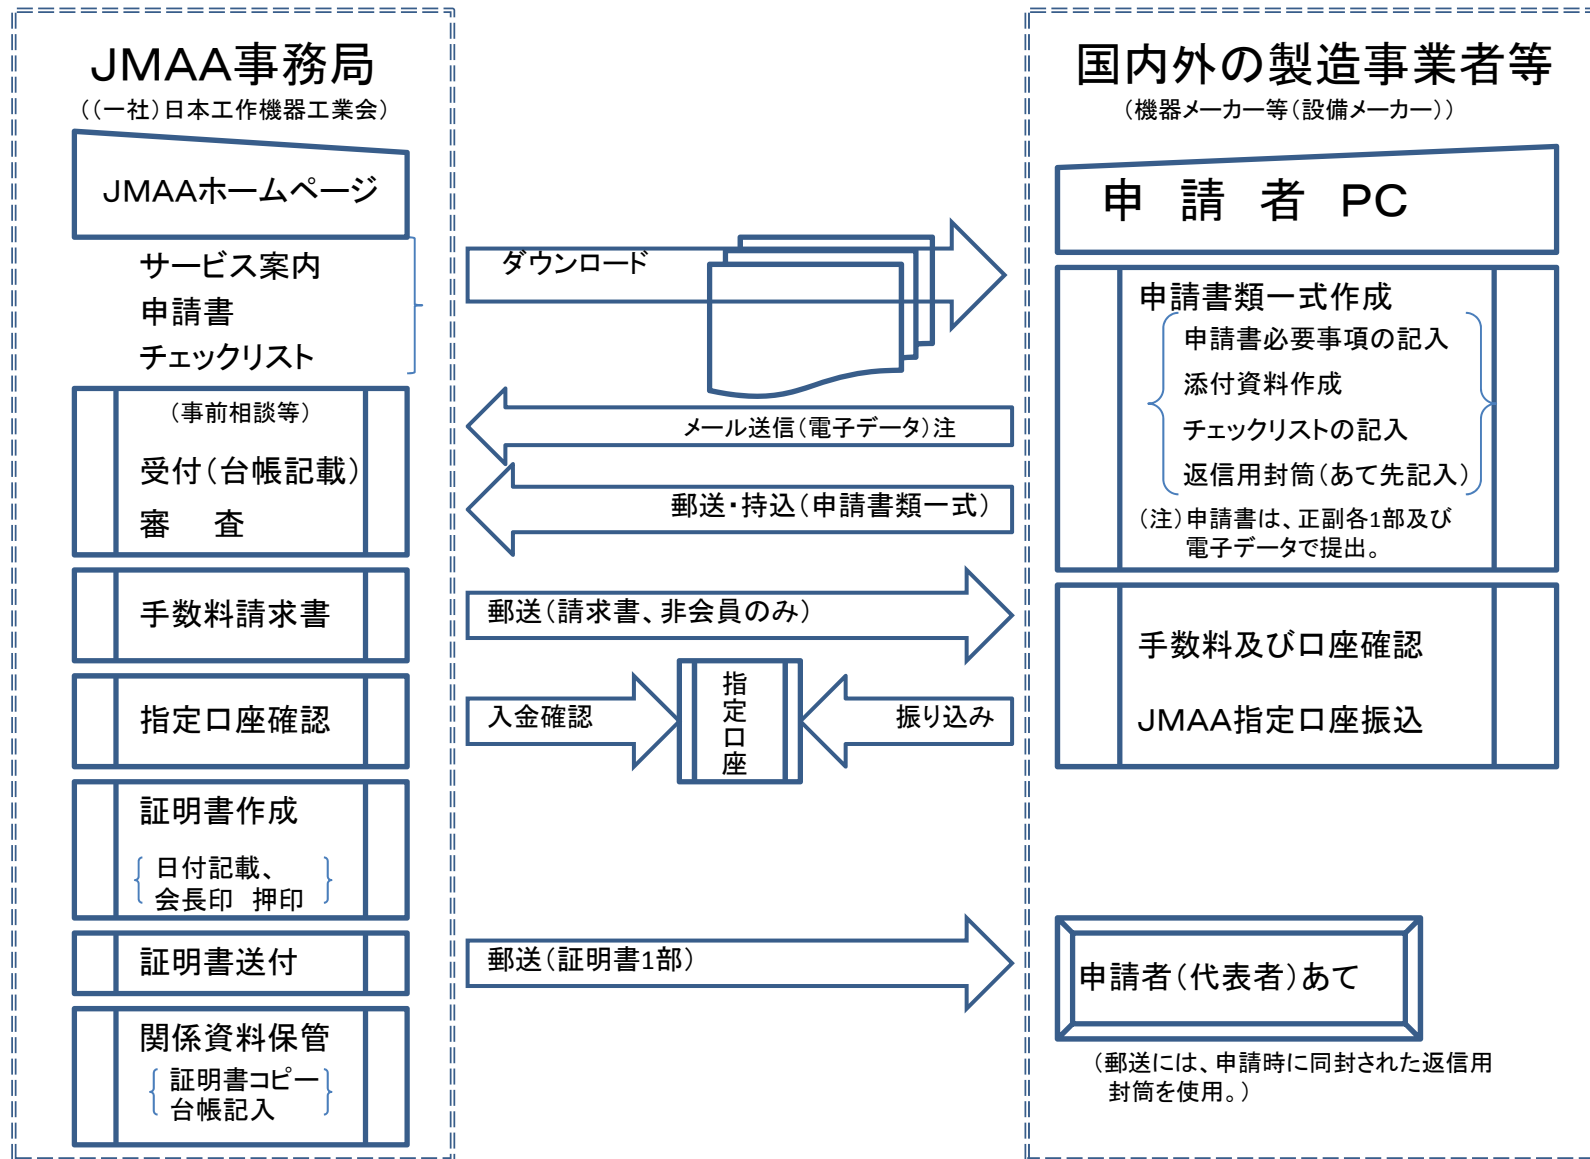 JMAA事務局
((一社)日本工作機器工業会)
JMAAホームページ
サービス案内
申請書
チェックリスト
(事前相談等)
受付(台帳記載)
審　査
手数料請求書
指定口座確認
証明書作成
日付記載、
会長印　押印
証明書送付
関係資料保管
証明書コピー
台帳記入
ダウンロード
メール送信(電子データ)注
郵送・持込(申請書類一式)
郵送(請求書、非会員のみ)
入金確認
指定口座
振り込み
郵送(証明書1部)
国内外の製造事業者等
(機器メーカー等(設備メーカー))
申　請　者　PC
申請書類一式作成
申請書必要事項の記入
添付資料作成
チェックリストの記入
返信用封筒(あて先記入)
(注)申請書は、正副各1部及び
電子データで提出。
手数料及び口座確認
JMAA指定口座振込
申請者(代表者)あて
(郵送には、申請時に同封された返信用
封筒を使用。)